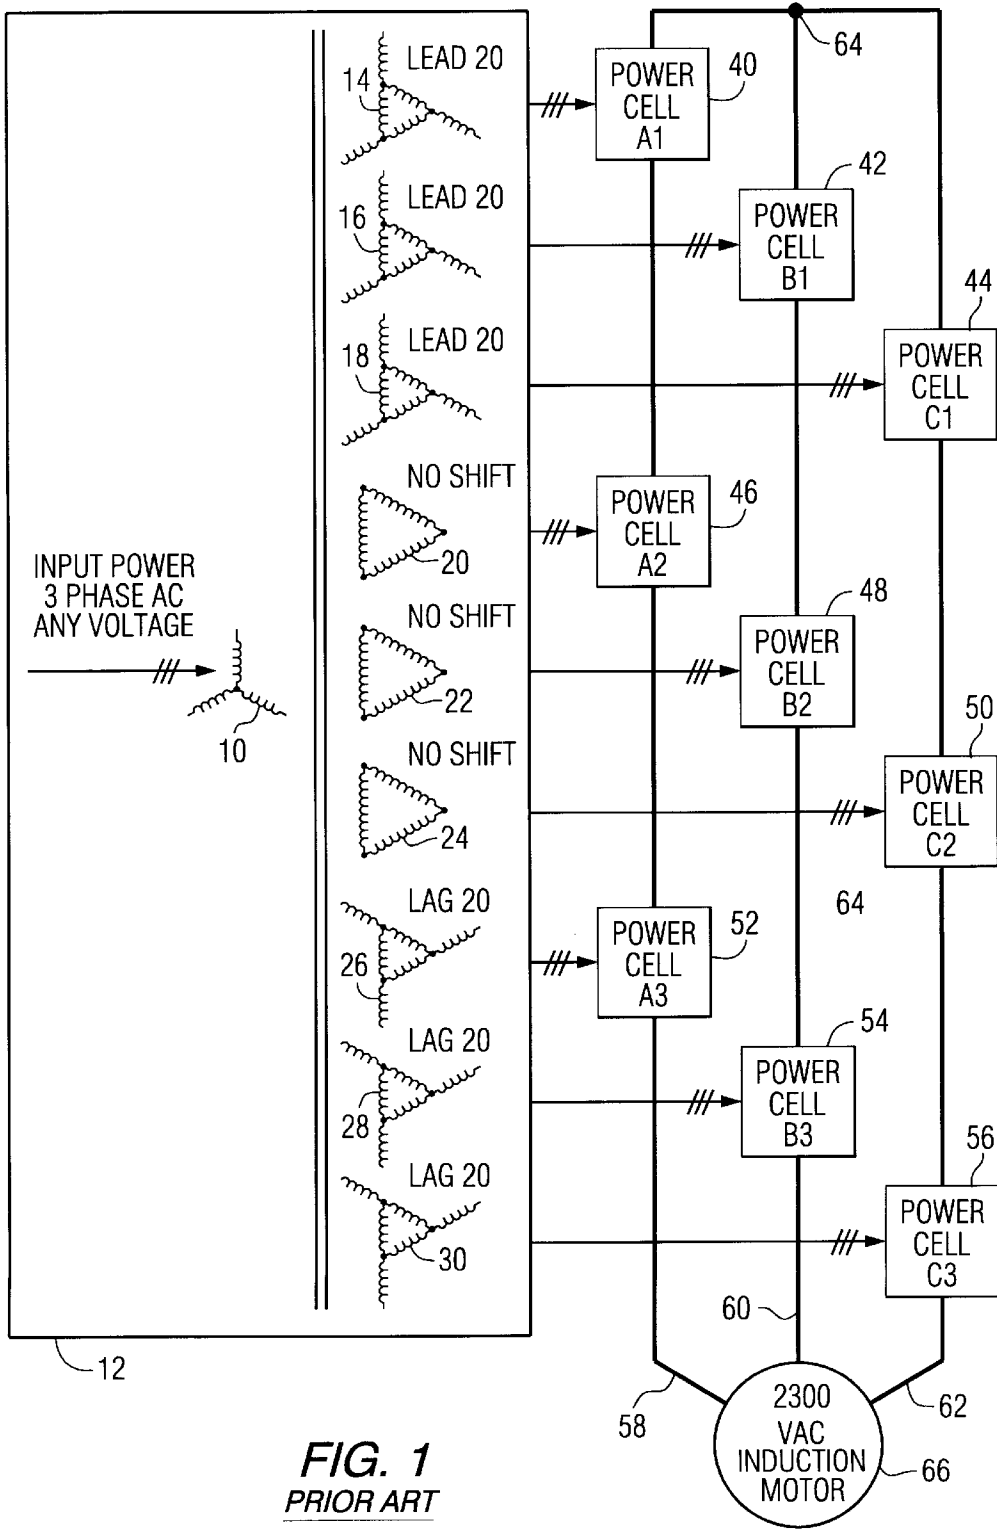 LEAD 20
14
POWER
CELL
A1
40
64
LEAD 20
16
POWER
CELL
B1
42
LEAD 20
18
POWER
CELL
C1
44
NO SHIFT
20
POWER
CELL
A2
46
INPUT POWER
3 PHASE AC
ANY VOLTAGE
10
NO SHIFT
22
POWER
CELL
B2
48
NO SHIFT
24
POWER
CELL
C2
50
64
LAG 20
26
POWER
CELL
A3
52
LAG 20
28
POWER
CELL
B3
54
LAG 20
30
POWER
CELL
C3
56
12
60
58
62
2300
VAC
INDUCTION
MOTOR
66
FIG. 1
PRIOR ART